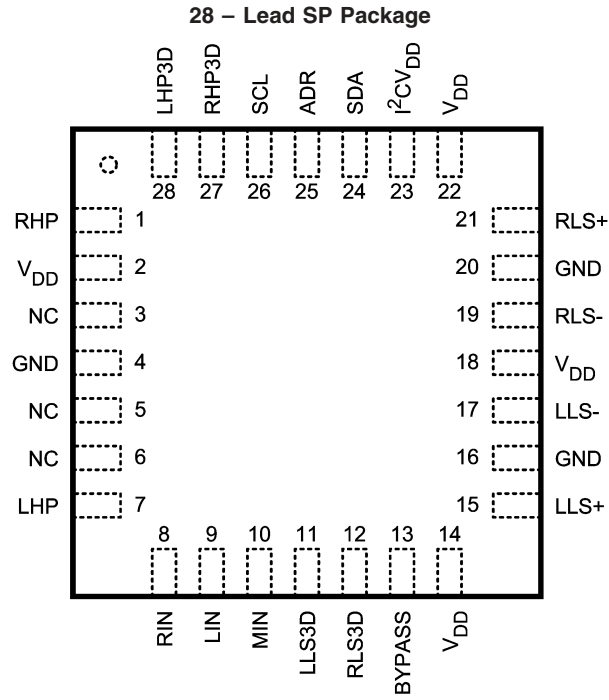 28 – Lead SP Package
LHP3D
RHP3D
SCL
ADR
SDA
I²CVDD
VDD
28 27 26 25 24 23 22
RHP 1
VDD 2
NC 3
GND 4
NC 5
NC 6
LHP 7
21 RLS+
20 GND
19 RLS-
18 VDD
17 LLS-
16 GND
15 LLS+
8 9 10 11 12 13 14
RIN
LIN
MIN
LLS3D
RLS3D
BYPASS
VDD